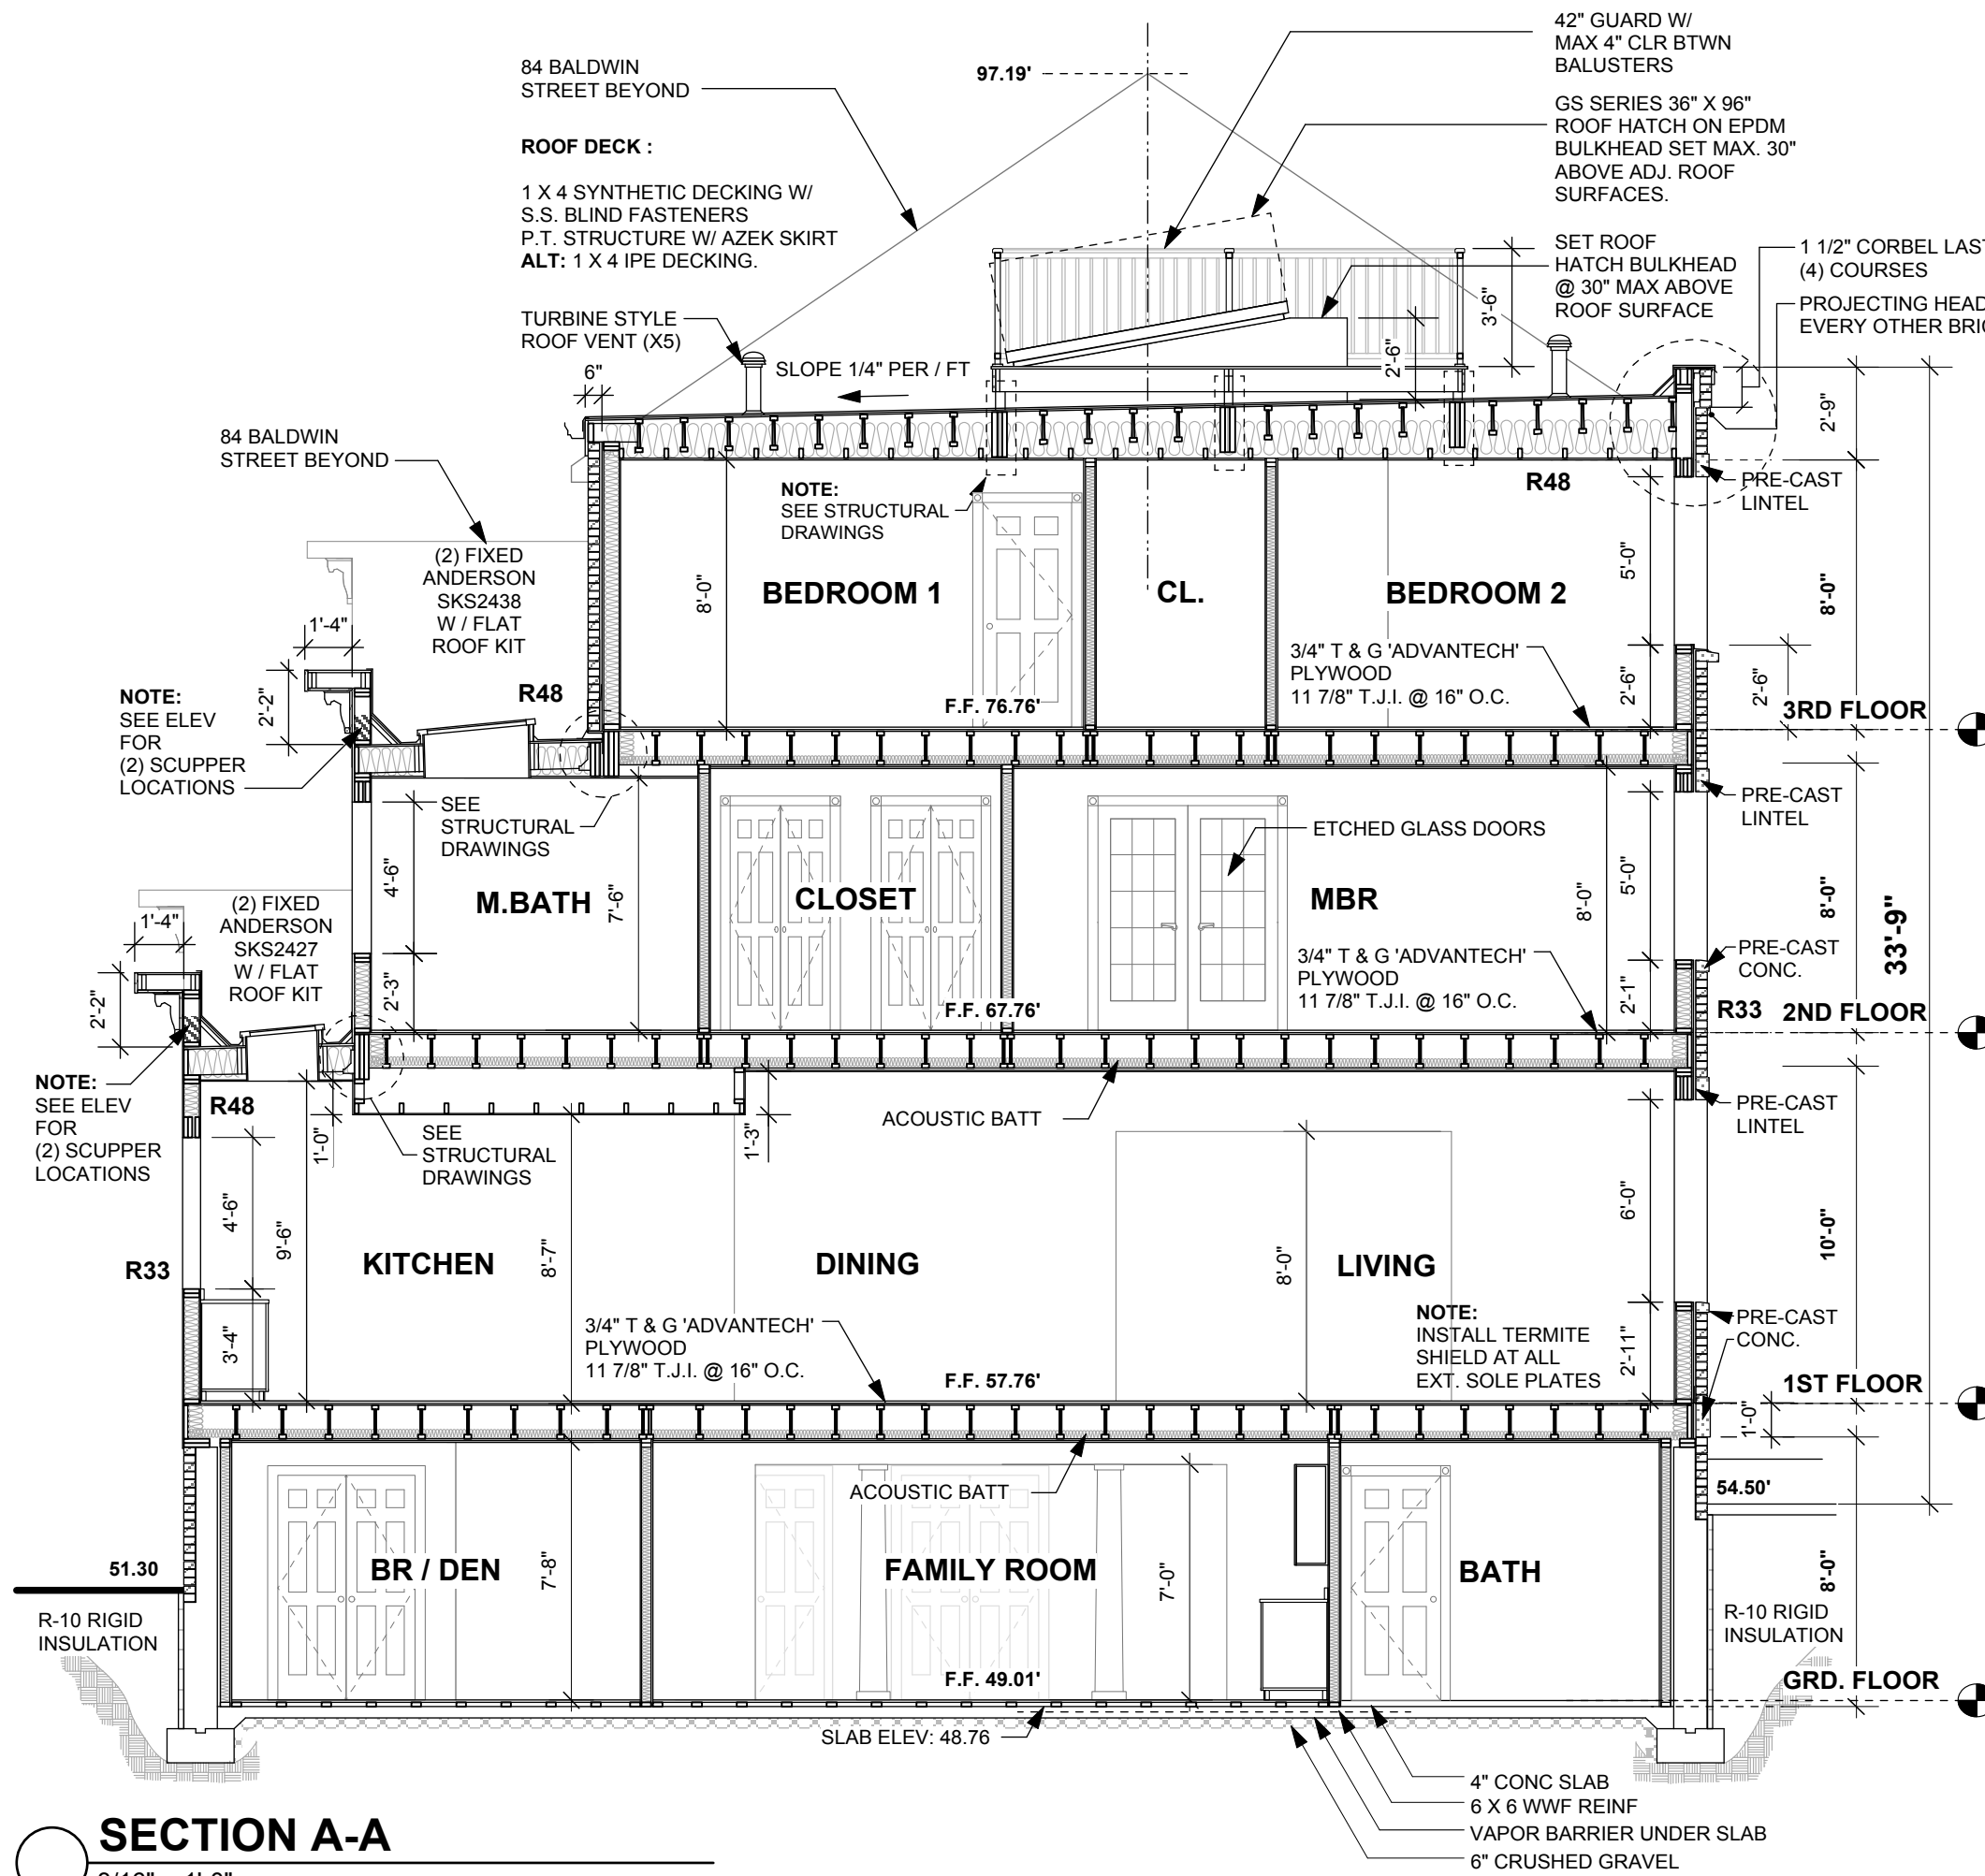 84 BALDWIN
STREET BEYOND
ROOF DECK :
1 X 4 SYNTHETIC DECKING W/
S.S. BLIND FASTENERS
P.T. STRUCTURE W/ AZEK SKIRT
ALT: 1 X 4 IPE DECKING.
TURBINE STYLE
ROOF VENT (X5)
6"
SLOPE 1/4" PER / FT
97.19'
42" GUARD W/
MAX 4" CLR BTWN
BALUSTERS
GS SERIES 36" X 96"
ROOF HATCH ON EPDM
BULKHEAD SET MAX. 30"
ABOVE ADJ. ROOF
SURFACES.
SET ROOF
HATCH BULKHEAD
@ 30" MAX ABOVE
ROOF SURFACE
3'-6"
2'-6"
1 1/2" CORBEL LAST
(4) COURSES
PROJECTING HEAD
EVERY OTHER BRI
2'-9"
84 BALDWIN
STREET BEYOND
(2) FIXED
ANDERSON
SKS2438
W / FLAT
ROOF KIT
1'-4"
2'-2"
NOTE:
SEE ELEV
FOR
(2) SCUPPER
LOCATIONS
R48
NOTE:
SEE STRUCTURAL
DRAWINGS
8'-0"
BEDROOM 1
CL.
BEDROOM 2
R48
PRE-CAST
LINTEL
5'-0"
8'-0"
3/4" T & G 'ADVANTECH'
PLYWOOD
11 7/8" T.J.I. @ 16" O.C.
2'-6"
2'-6"
F.F. 76.76'
3RD FLOOR
SEE
STRUCTURAL
DRAWINGS
PRE-CAST
LINTEL
ETCHED GLASS DOORS
4'-6"
M.BATH
7'-6"
CLOSET
MBR
8'-0"
5'-0"
8'-0"
33'-9"
(2) FIXED
ANDERSON
SKS2427
W / FLAT
ROOF KIT
1'-4"
2'-2"
2'-3"
3/4" T & G 'ADVANTECH'
PLYWOOD
11 7/8" T.J.I. @ 16" O.C.
2'-1"
PRE-CAST
CONC.
F.F. 67.76'
R33
2ND FLOOR
NOTE:
SEE ELEV
FOR
(2) SCUPPER
LOCATIONS
R48
1'-0"
SEE
STRUCTURAL
DRAWINGS
1'-3"
ACOUSTIC BATT
PRE-CAST
LINTEL
4'-6"
9'-6"
8'-7"
8'-0"
6'-0"
10'-0"
R33
KITCHEN
DINING
LIVING
3'-4"
3/4" T & G 'ADVANTECH'
PLYWOOD
11 7/8" T.J.I. @ 16" O.C.
NOTE:
INSTALL TERMITE
SHIELD AT ALL
EXT. SOLE PLATES
2'-11"
PRE-CAST
CONC.
F.F. 57.76'
1ST FLOOR
1'-0"
ACOUSTIC BATT
54.50'
51.30
BR / DEN
7'-8"
FAMILY ROOM
7'-0"
BATH
8'-0"
R-10 RIGID
INSULATION
R-10 RIGID
INSULATION
F.F. 49.01'
GRD. FLOOR
SLAB ELEV: 48.76
4" CONC SLAB
6 X 6 WWF REINF
VAPOR BARRIER UNDER SLAB
6" CRUSHED GRAVEL
SECTION A-A